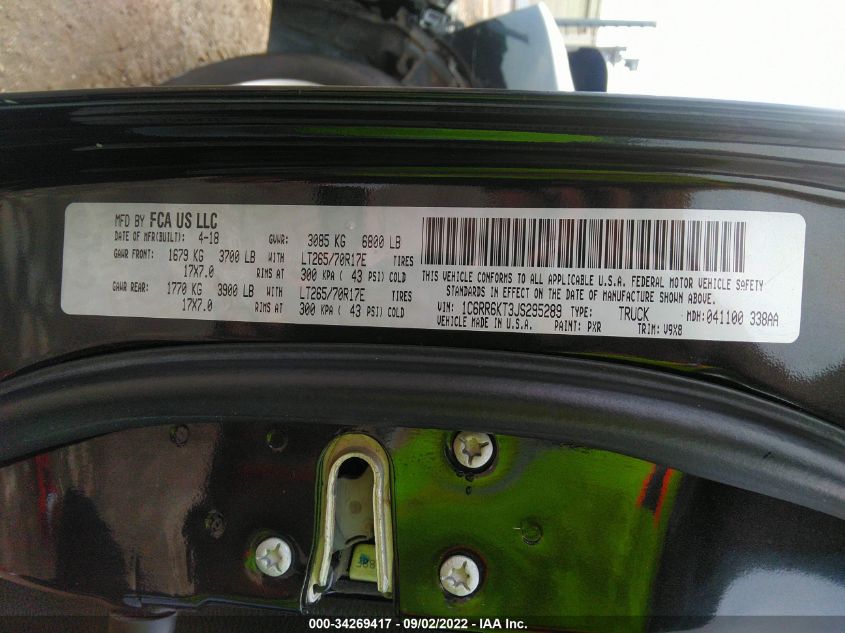 MFD BY FCA US LLC
DATE OF MFR(BUILT): 4-18 GVWR: 3085 KG 6800 LB
GAWR FRONT: 1679 KG 3700 LB WITH LT265/70R17E TIRES
17X7.0 RIMS AT 300 KPA ( 43 PSI) COLD
GAWR REAR: 1770 KG 3900 LB WITH LT265/70R17E TIRES
17X7.0 RIMS AT 300 KPA ( 43 PSI) COLD
THIS VEHICLE CONFORMS TO ALL APPLICABLE U.S.A. FEDERAL MOTOR VEHICLE SAFETY
STANDARDS IN EFFECT ON THE DATE OF MANUFACTURE SHOWN ABOVE.
VIN: 1C6RR6KT3JS295289 TYPE: TRUCK MDH: 041100 338AA
VEHICLE MADE IN U.S.A. PAINT: PXR TRIM: V9X8
000-34269417 - 09/02/2022 - IAA Inc.